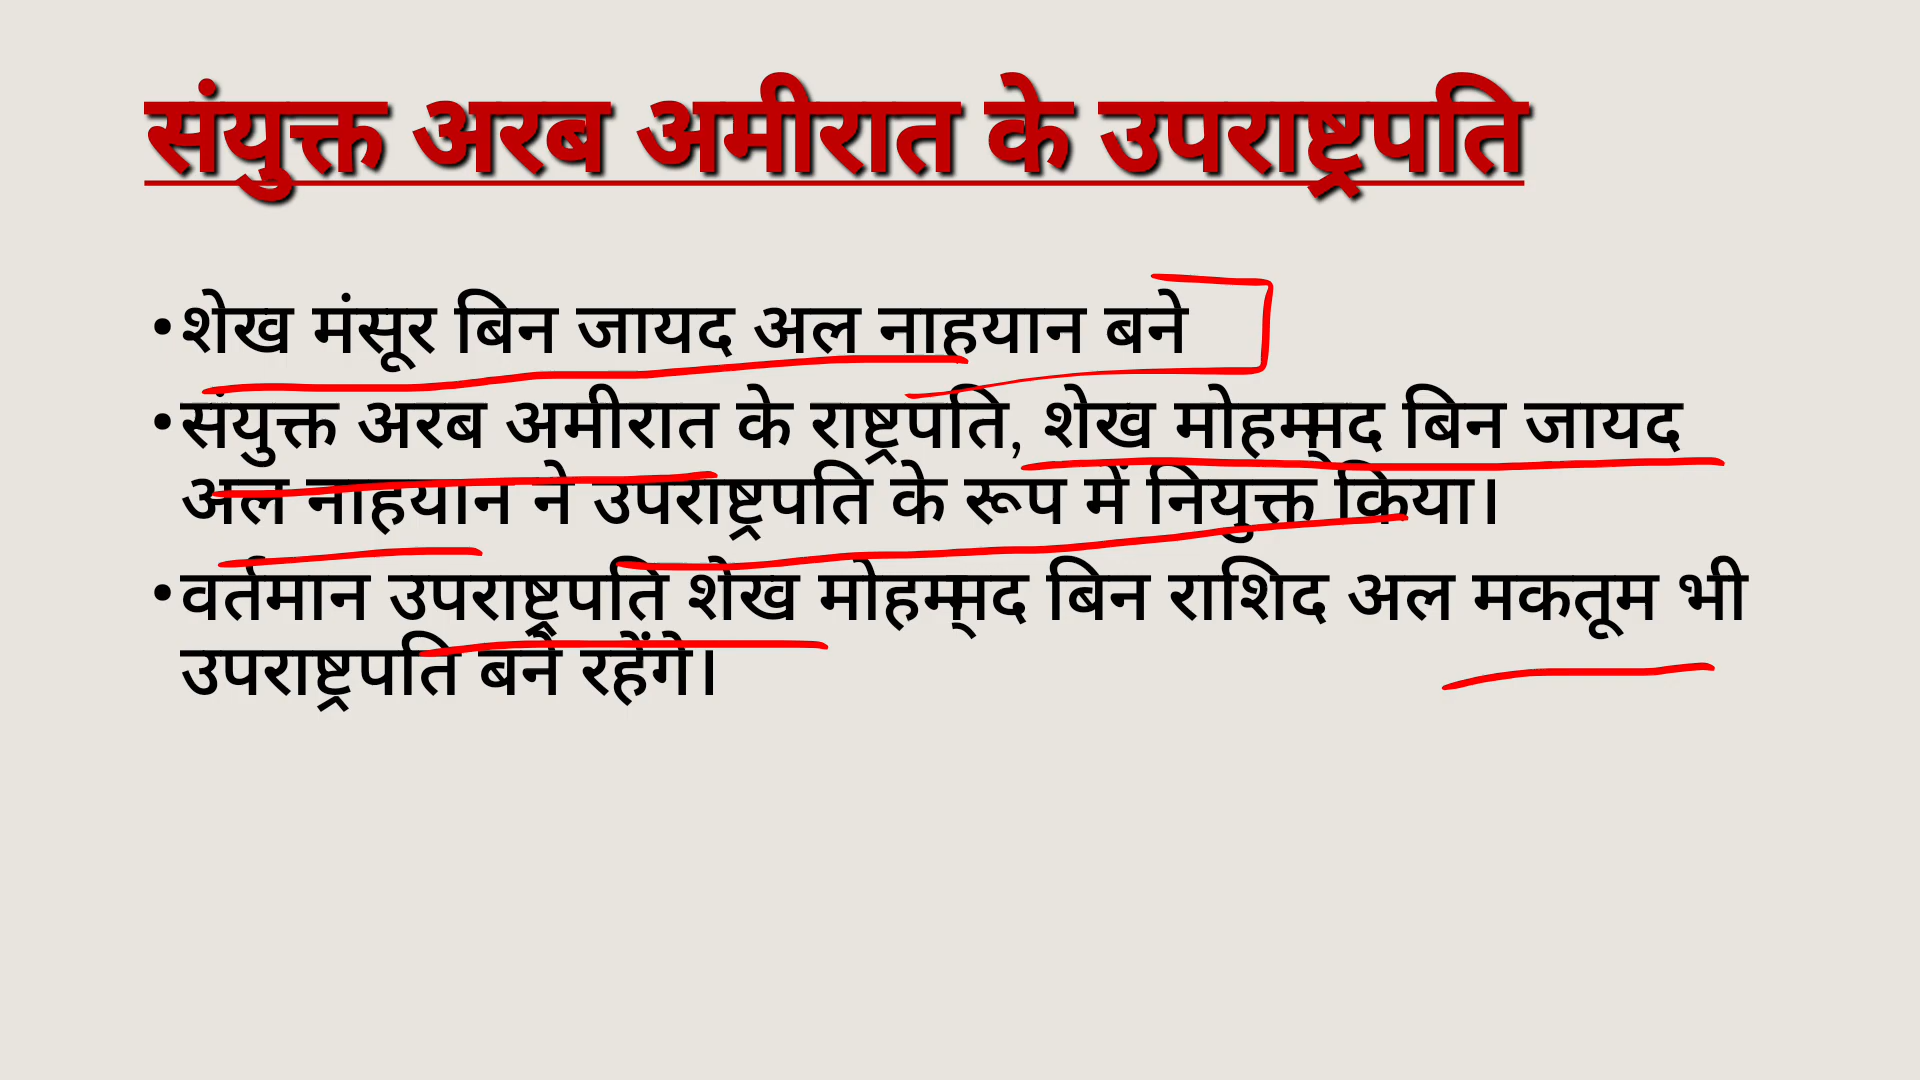 संयुक्त अरब अमीरात के उपराष्ट्रपति
•शेख मंसूर बिन जायद अल नाहयान बने
•संयुक्त अरब अमीरात के राष्ट्रपति, शेख मोहम्मद बिन जायद
अल नाहयान ने उपराष्ट्रपति के रूप में नियुक्त किया।
•वर्तमान उपराष्ट्रपति शेख मोहम्मद बिन राशिद अल मकतूम भी
उपराष्ट्रपति बने रहेंगे।